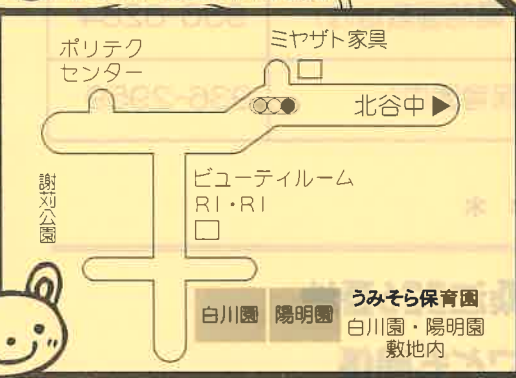 ポリテク
センター
ミヤザト家具
北谷中▶
謝苅公園
ビューティルーム
RI・RI
白川園
陽明園
うみそら保育園
白川園・陽明園
敷地内